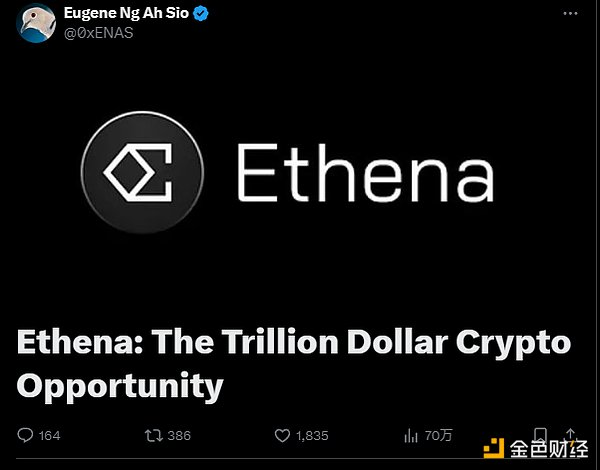 Eugene Ng Ah Sio
@0xENAS
Ethena
Ethena: The Trillion Dollar Crypto
Opportunity
164 386 1,835 70万
金色财经